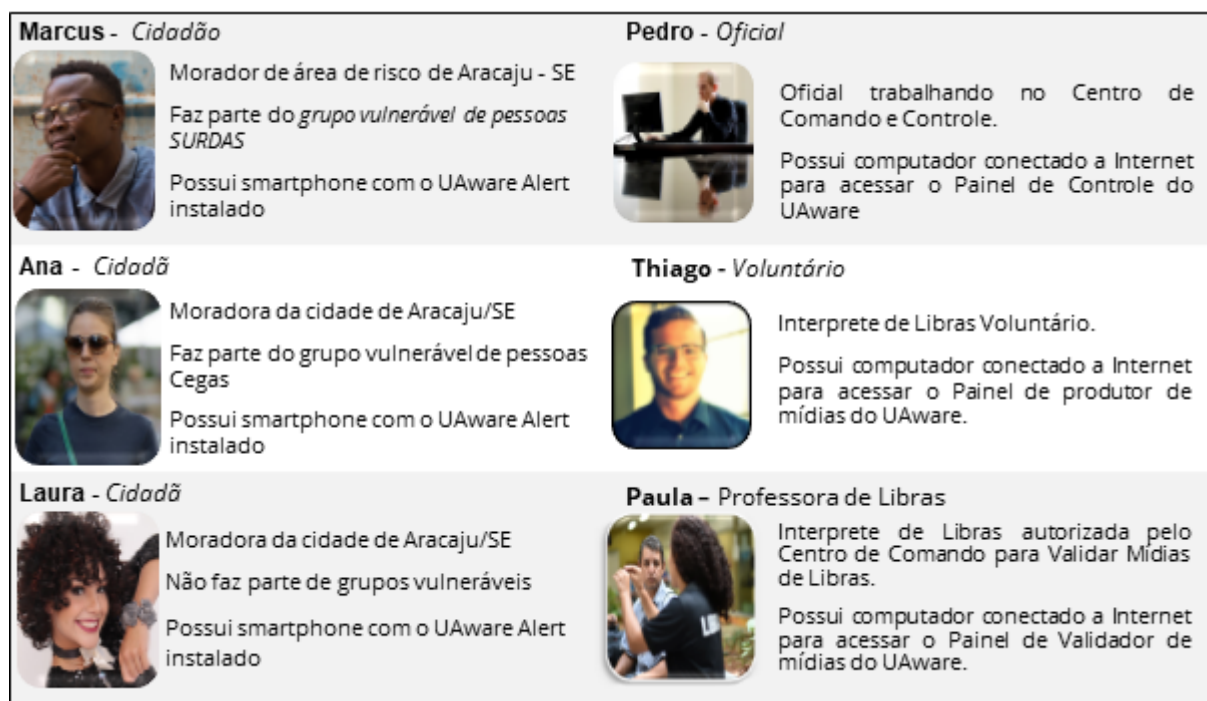 Marcus - Cidadão
Morador de área de risco de Aracaju - SE
Faz parte do grupo vulnerável de pessoas
SURDAS
Possui smartphone com o UAware Alert
instalado
Pedro - Oficial
Oficial trabalhando no Centro de
Comando e Controle.
Possui computador conectado a Internet
para acessar o Painel de Controle do
UAware
Ana - Cidadã
Moradora da cidade de Aracaju/SE
Faz parte do grupo vulnerável de pessoas
Cegas
Possui smartphone com o UAware Alert
instalado
Thiago - Voluntário
Interprete de Libras Voluntário.
Possui computador conectado a Internet
para acessar o Painel de produtor de
mídias do UAware.
Laura - Cidadã
Moradora da cidade de Aracaju/SE
Não faz parte de grupos vulneráveis
Possui smartphone com o UAware Alert
instalado
Paula – Professora de Libras
Interprete de Libras autorizada pelo
Centro de Comando para Validar Mídias
de Libras.
Possui computador conectado a Internet
para acessar o Painel de Validador de
mídias do UAware.